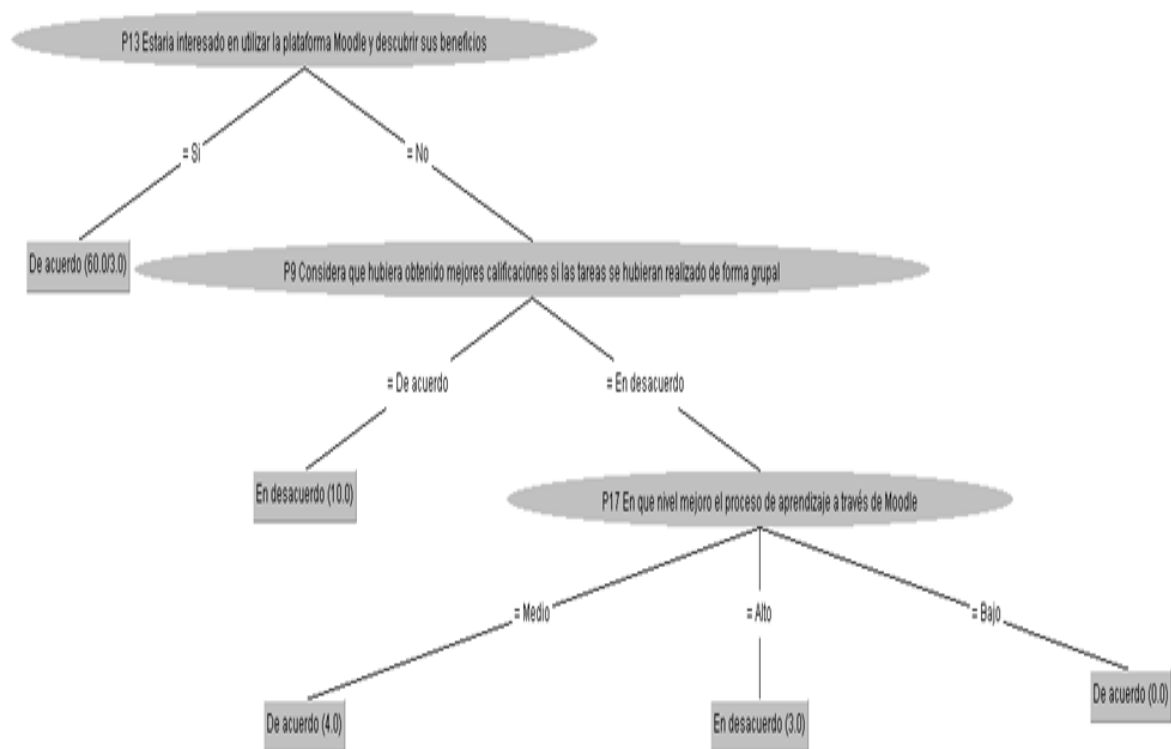 P13 Estaria interesado en utilizar la plataforma Moodle y descubrir sus beneficios
= Si
= No
De acuerdo (60.0/3.0)
P9 Considera que hubiera obtenido mejores calificaciones si las tareas se hubieran realizado de forma grupal
= De acuerdo
= En desacuerdo
En desacuerdo (10.0)
P17 En que nivel mejoro el proceso de aprendizaje a través de Moodle
= Medio
= Alto
= Bajo
De acuerdo (4.0)
En desacuerdo (3.0)
De acuerdo (0.0)